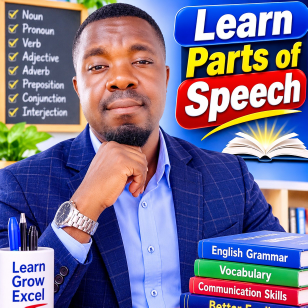 ✓ Noun
✓ Pronoun
✓ Verb
✓ Adjective
✓ Adverb
✓ Preposition
✓ Conjunction
✓ Interjection
Learn
Parts of
Speech
English Grammar
Vocabulary
Communication Skills
Better
Learn
Grow
Excel